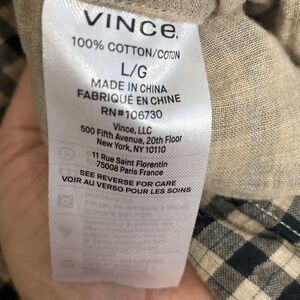 VINCE.
100% COTTON/COTON
L/G
MADE IN CHINA
FABRIQUÉ EN CHINE
RN#106730
Vince, LLC
500 Fifth Avenue, 20th Floor
New York, NY 10110
11 Rue Saint Florentin
75008 Paris France
SEE REVERSE FOR CARE
VOIR AU VERSO POUR LES SOINS